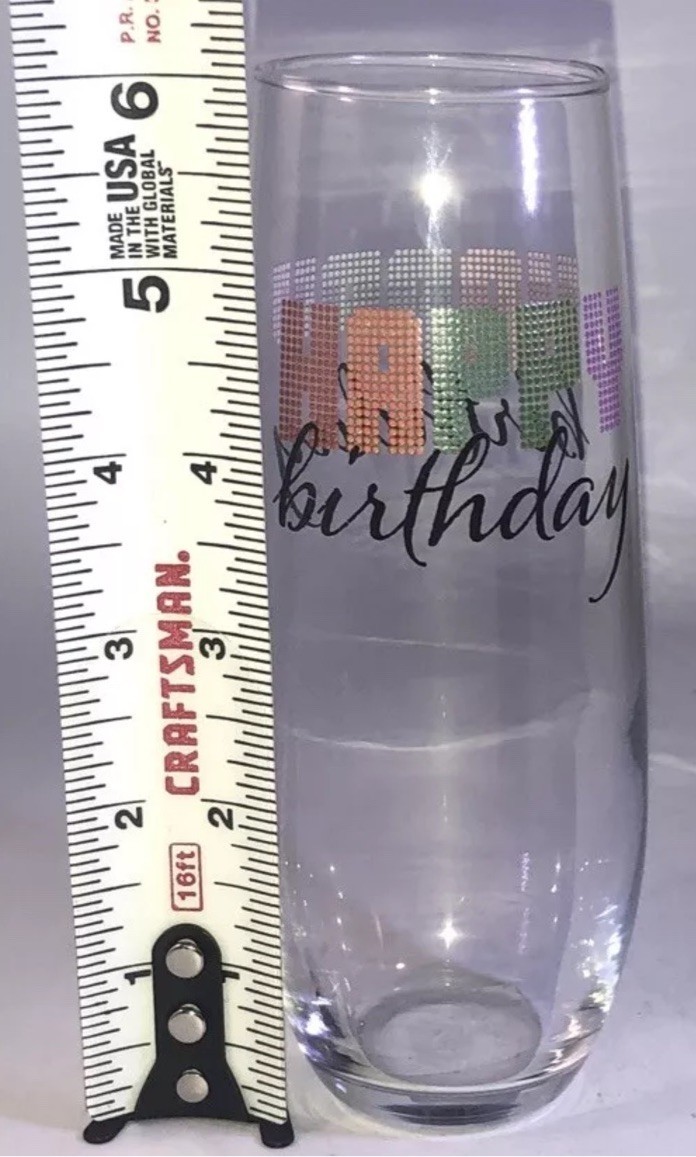 P.R.
NO.
6
MADE IN THE USA
WITH GLOBAL
MATERIALS
5
4 4
CRAFTSMAN®
3 3
2 2
16ft
1 1
HAPPY
birthday